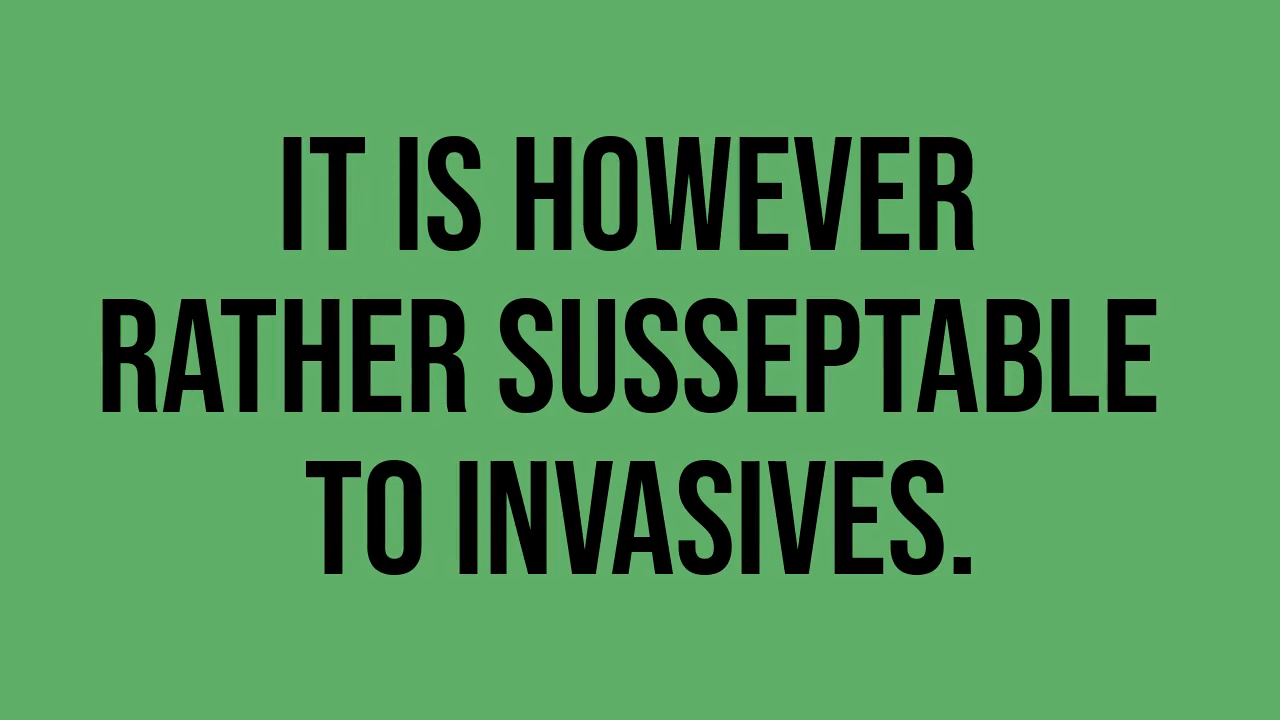 IT IS HOWEVER
RATHER SUSSEPTABLE
TO INVASIVES.